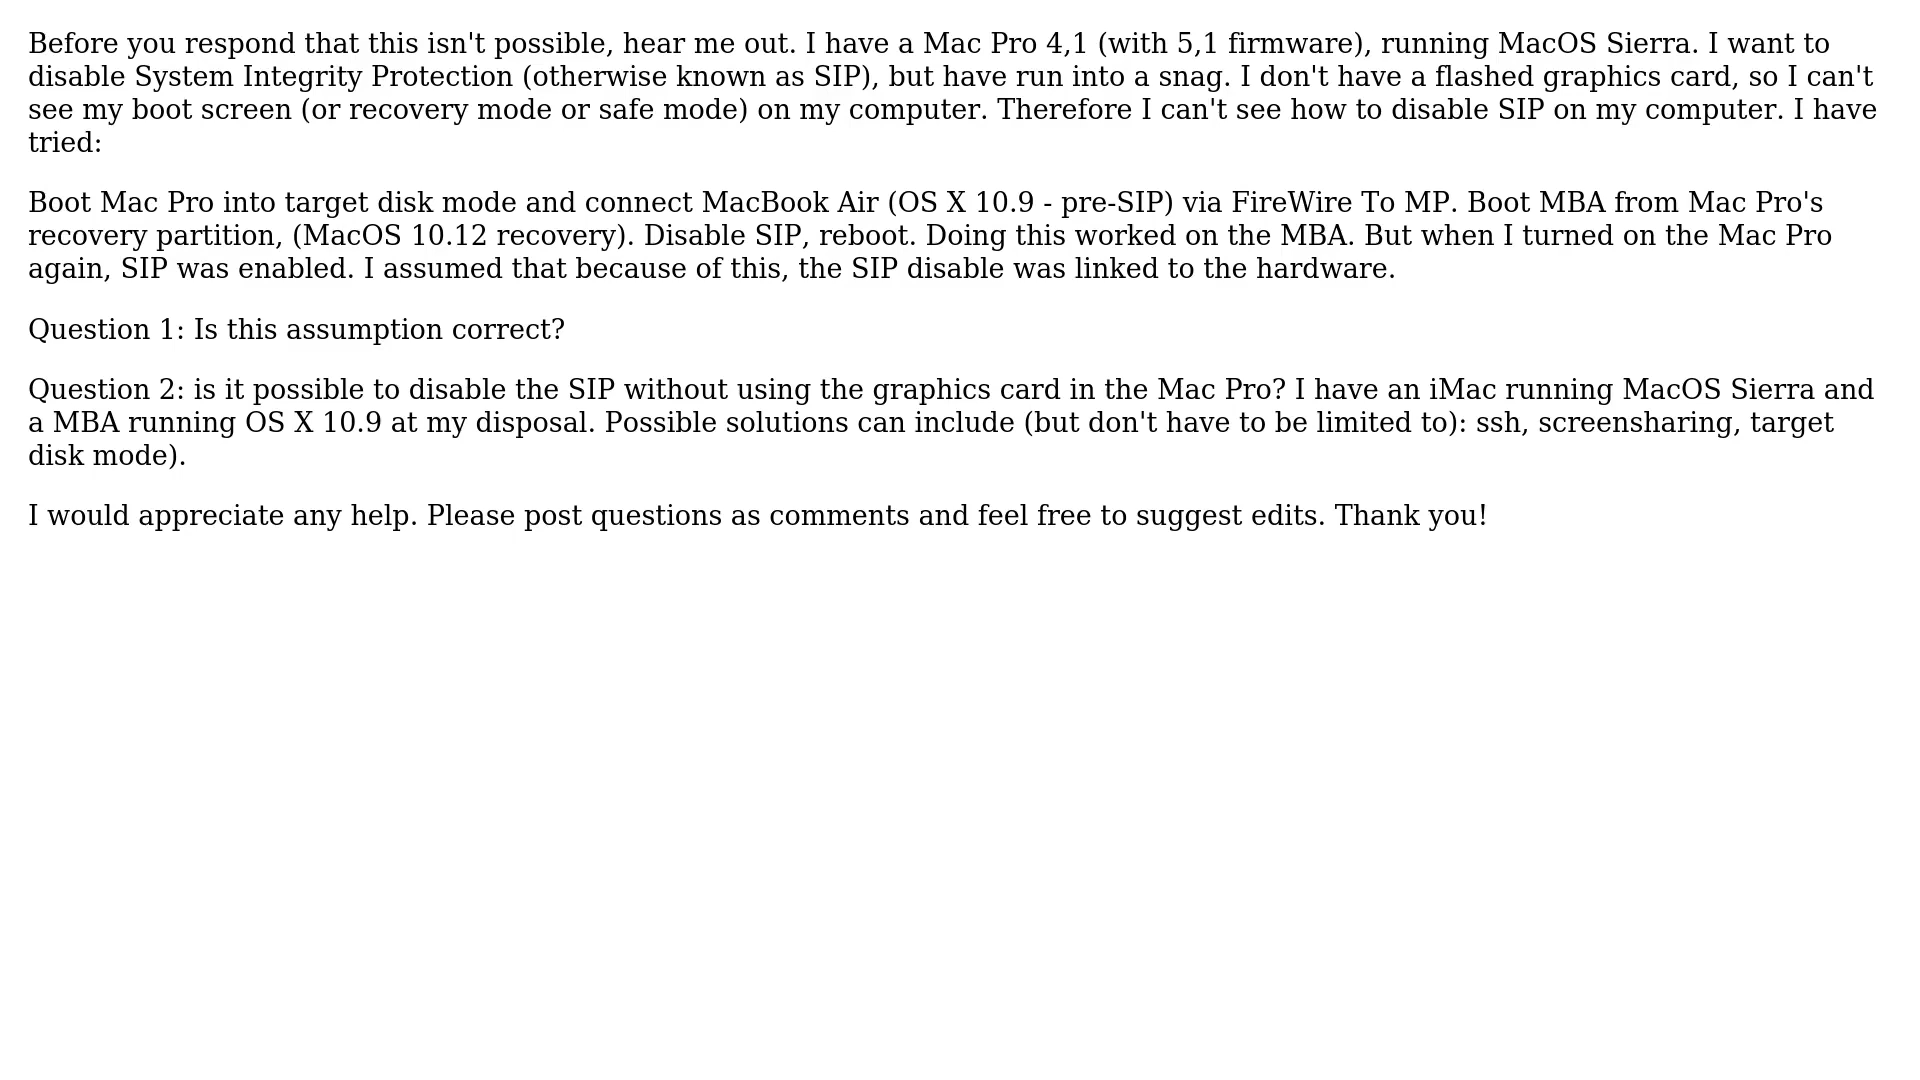 Before you respond that this isn't possible, hear me out. I have a Mac Pro 4,1 (with 5,1 firmware), running MacOS Sierra. I want to
disable System Integrity Protection (otherwise known as SIP), but have run into a snag. I don't have a flashed graphics card, so I can't
see my boot screen (or recovery mode or safe mode) on my computer. Therefore I can't see how to disable SIP on my computer. I have
tried:
Boot Mac Pro into target disk mode and connect MacBook Air (OS X 10.9 - pre-SIP) via FireWire To MP. Boot MBA from Mac Pro's
recovery partition, (MacOS 10.12 recovery). Disable SIP, reboot. Doing this worked on the MBA. But when I turned on the Mac Pro
again, SIP was enabled. I assumed that because of this, the SIP disable was linked to the hardware.
Question 1: Is this assumption correct?
Question 2: is it possible to disable the SIP without using the graphics card in the Mac Pro? I have an iMac running MacOS Sierra and
a MBA running OS X 10.9 at my disposal. Possible solutions can include (but don't have to be limited to): ssh, screensharing, target
disk mode).
I would appreciate any help. Please post questions as comments and feel free to suggest edits. Thank you!